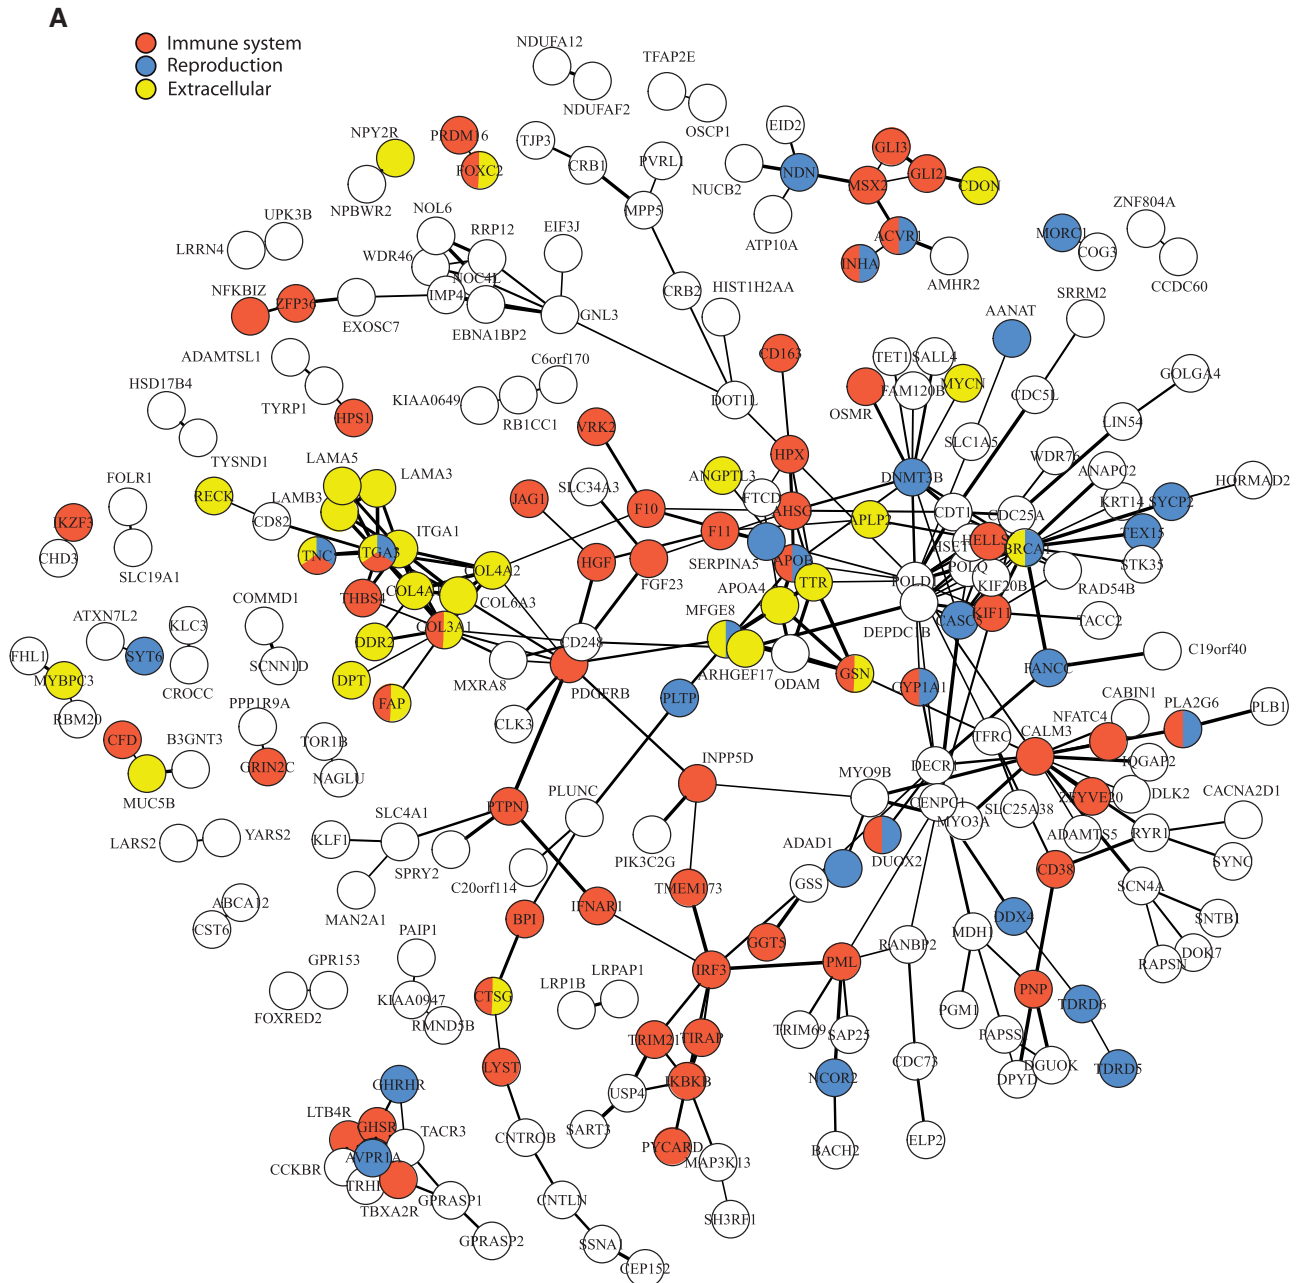 A
Immune system
Reproduction
Extracellular
NDUFA12
NDUFAF2
TFAP2E
OSCP1
EID2
NPY2R
NPBWR2
PRDM16
FOXC2
TJP3
CRB1
PVRL1
MPP5
NUCB2
NDN
ATP10A
MSX2
GLI3
GLI2
CDON
ACVR1
INHA
AMHR2
MORC1
COG3
ZNF804A
CCDC60
UPK3B
LRRN4
NOL6
RRP12
WDR46
NOC4L
EIF3J
IMP4
EBNA1BP2
GNL3
NFKBIZ
ZFP36
EXOSC7
CRB2
HIST1H2AA
SRRM2
AANAT
ADAMTSL1
TYRP1
HPS1
HSD17B4
TYSND1
C6orf170
KIAA0649
RB1CC1
DOT1L
CD163
TET1
SALL4
FAM120B
MYCN
OSMR
CDC5L
GOLGA4
LIN54
SLC1A5
WDR76
ANAPC2
HORMAD2
VRK2
HPX
DNMT3B
KRT14
SYCP2
LAMA5
LAMA3
LAMB3
RECK
CD82
ITGA1
TNC
FOLR1
SLC19A1
IKZF3
CHD3
JAG1
SLC34A3
F10
F11
ANGPTL3
FTCD
AHSG
APLP2
CDT1
CDC25A
HELLS
BRCA1
TEX15
STK35
HGF
FGF23
SERPINA5
APOB
APOA4
TTR
POLQ
KIF20B
RAD54B
COL4A2
COL6A3
THBS4
COL3A1
DDR2
DPT
FAP
MXRA8
CD248
PDGFRB
CLK3
MFGE8
ARHGEF17
ODAM
GSN
DEPDC1B
KIF11
TACC2
FANCC
C19orf40
PLTP
CYP1A1
COMMD1
SCNN1D
ATXN7L2
SYT6
KLC3
CROCC
FHL1
MYBPC3
RBM20
CFD
MUC5B
B3GNT3
PPP1R9A
GRIN2C
TOR1B
NAGLU
CABIN1
NFATC4
PLA2G6
PLB1
CALM3
TFRC
IQGAP2
DECR1
INPP5D
MYO9B
CENPC1
MYO3A
SLC25A38
ZFYVE20
DLK2
ADAMTS5
RYR1
CACNA2D1
SYNC
PTPN1
PLUNC
SLC4A1
KLF1
SPRY2
MAN2A1
LARS2
YARS2
PIK3C2G
C20orf114
ADAD1
DUOX2
GSS
CD38
SCN4A
SNTB1
DOK7
RAPSN
ABCA12
CST6
TMEM173
IFNAR1
BPI
GGT5
DDX4
MDH1
RANBP2
IRF3
PML
PNP
TDRD6
TDRD5
PAIP1
KIAA0947
RMND5B
GPR153
FOXRED2
CTSG
LRP1B
LRPAP1
TRIM21
TIRAP
TRIM69
SAP25
PGM1
PAPSS
DPYD
DGUOK
CDC73
NCOR2
LYST
IKBKB
USP4
SART3
PYCARD
MAP3K13
SH3RF1
BACH2
ELP2
GHRHR
LTB4R
GHSR
TACR3
AVPR1A
CCKBR
TBXA2R
GPRASP1
GPRASP2
CNTROB
CNTLN
SSNA1
CEP152